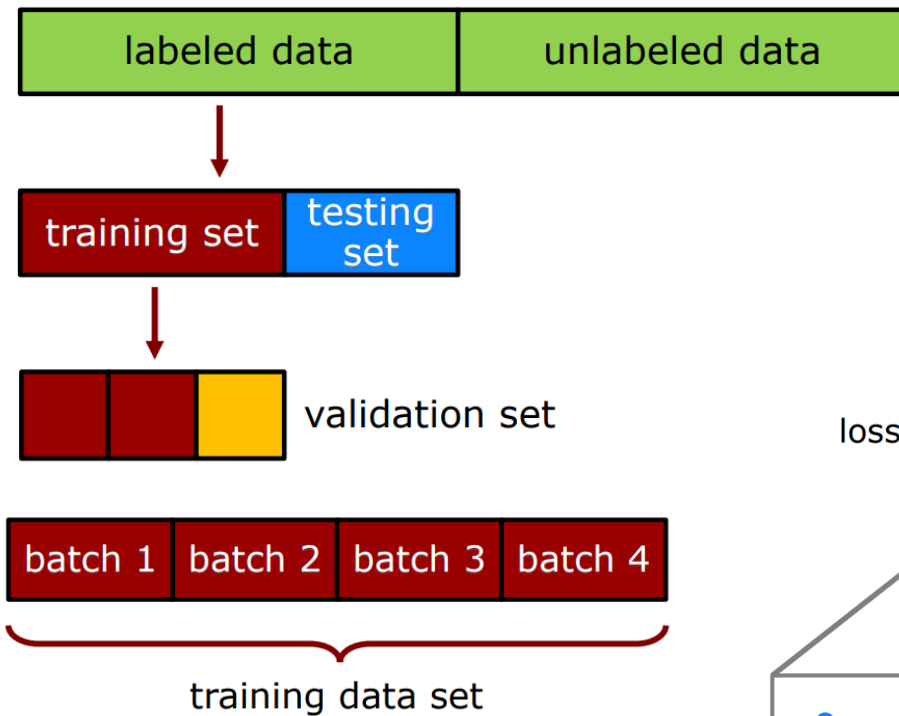 labeled data unlabeled data
training set
testing
set
validation set
loss
batch 1 batch 2 batch 3 batch 4
training data set